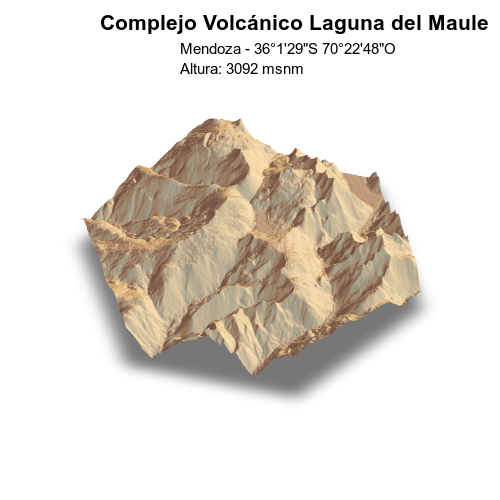 Complejo Volcánico Laguna del Maule
Mendoza - 36°1'29"S 70°22'48"O
Altura: 3092 msnm